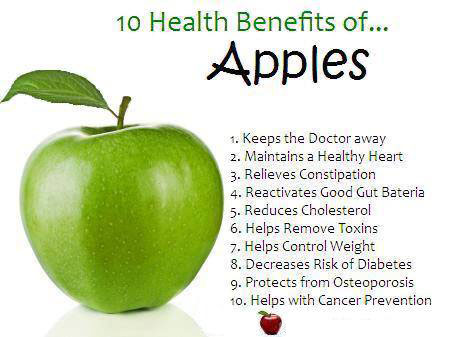 10 Health Benefits of...
Apples
1. Keeps the Doctor away
2. Maintains a Healthy Heart
3. Relieves Constipation
4. Reactivates Good Gut Bateria
5. Reduces Cholesterol
6. Helps Remove Toxins
7. Helps Control Weight
8. Decreases Risk of Diabetes
9. Protects from Osteoporosis
10. Helps with Cancer Prevention